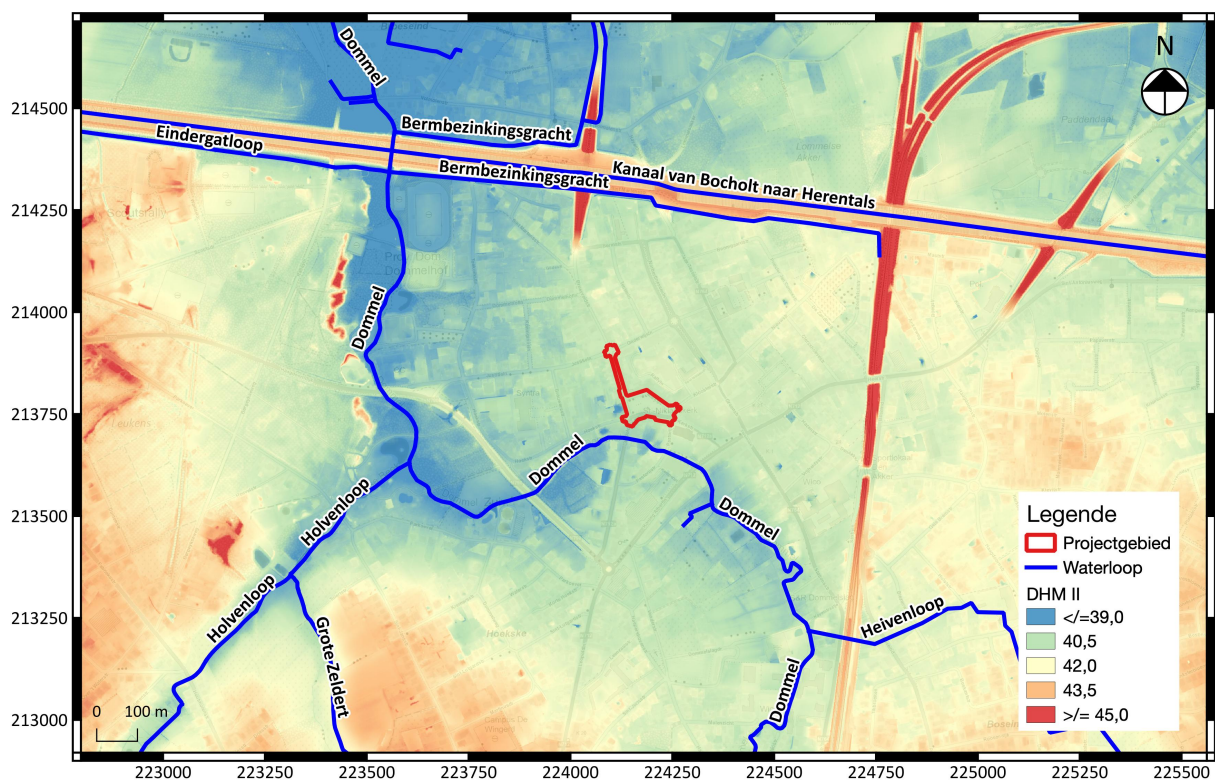 N
Dommel
214500
Bermbezinkingsgracht
Eindergatloop
Bermbezinkingsgracht
Kanaal van Bocholt naar Herentals
214250
214000
Dommel
213750
Dommel
Holvenloop
213500
Dommel
Holvenloop
213250
Grote Zeldert
Heivenloop
Dommel
213000
0 100 m
Legende
Projectgebied
Waterloop
DHM II
</=39,0
40,5
42,0
43,5
>/= 45,0
223000 223250 223500 223750 224000 224250 224500 224750 225000 225250 225500